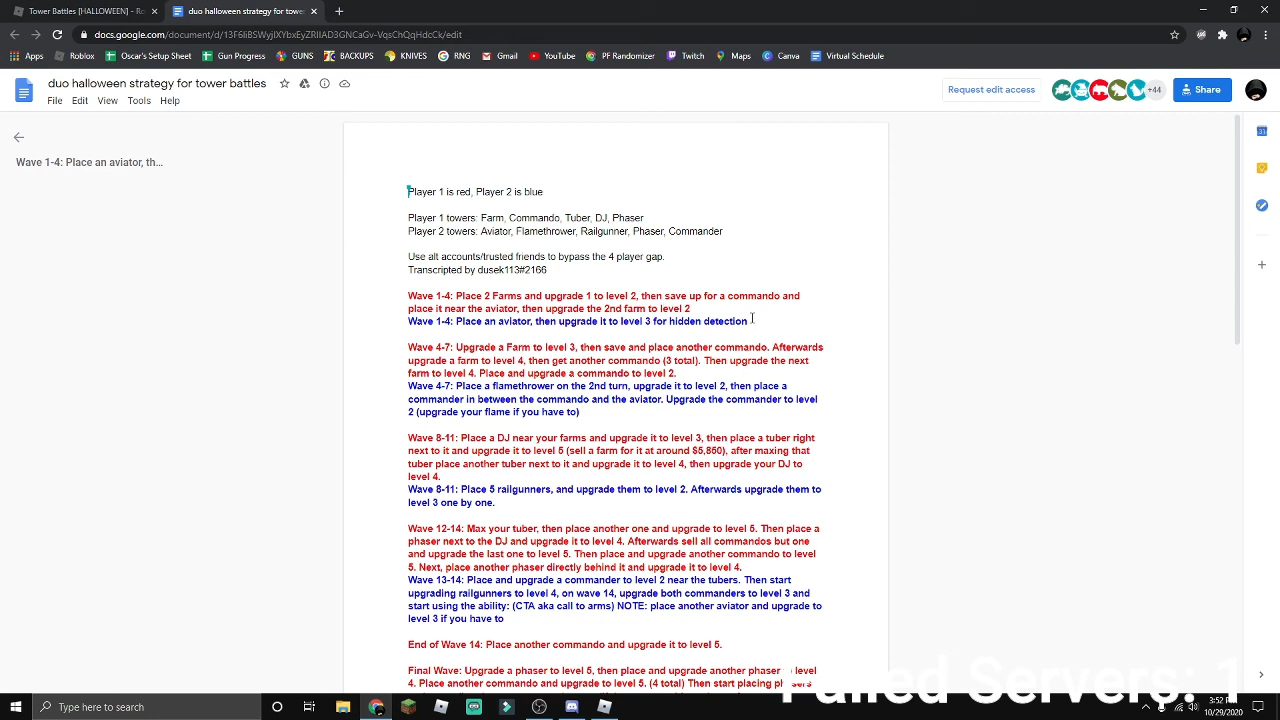 Tower Battles [HALLOWEEN] - Ro
duo halloween strategy for tower
docs.google.com/document/d/13F6IiBSWyjIXYbxEyZRIIAD3GNCaGv-VqsChQqHdcCk/edit
Apps
Roblox
Oscar's Setup Sheet
Gun Progress
GUNS
BACKUPS
KNIVES
RNG
Gmail
YouTube
PR Calculator
Twitch
Maps
Canva
Virtual Schedule
duo halloween strategy for tower battles
File Edit View Tools Help
Request edit access
+44
Share
Wave 1-4: Place an aviator, th...
Player 1 is red, Player 2 is blue
Player 1 towers: Farm, Commando, Tuber, DJ, Phaser
Player 2 towers: Aviator, Flamethrower, Railgunner, Phaser, Commander
Use alt accounts/trusted friends to bypass the 4 player gap.
Transcripted by dusek113#2166
Wave 1-4: Place 2 Farms and upgrade 1 to level 2, then save up for a commando and
place it near the aviator, then upgrade the 2nd farm to level 2
Wave 1-4: Place an aviator, then upgrade it to level 3 for hidden detection
Wave 4-7: Upgrade a Farm to level 3, then save and place another commando. Afterwards
upgrade a farm to level 4, then get another commando (3 total). Then upgrade the next
farm to level 4. Place and upgrade a commando to level 2.
Wave 4-7: Place a flamethrower on the 2nd turn, upgrade it to level 2, then place a
commander in between the commando and the aviator. Upgrade the commander to level
2 (upgrade your flame if you have to)
Wave 8-11: Place a DJ near your farms and upgrade it to level 3, then place a tuber right
next to it and upgrade it to level 5 (sell a farm for it at around $5,850), after maxing that
tuber place another tuber next to it and upgrade it to level 4, then upgrade your DJ to
level 4.
Wave 8-11: Place 5 railgunners, and upgrade them to level 2. Afterwards upgrade them to
level 3 one by one.
Wave 12-14: Max your tuber, then place another one and upgrade to level 5. Then place a
phaser next to the DJ and upgrade it to level 4. Afterwards sell all commandos but one
and upgrade the last one to level 5. Then place and upgrade another commando to level
5. Next, place another phaser directly behind it and upgrade it to level 4.
Wave 13-14: Place and upgrade a commander to level 2 near the tubers. Then start
upgrading railgunners to level 4, on wave 14, upgrade both commanders to level 3 and
start using the ability: (CTA aka call to arms) NOTE: place another aviator and upgrade to
level 3 if you have to
End of Wave 14: Place another commando and upgrade it to level 5.
Final Wave: Upgrade a phaser to level 5, then place and upgrade another phaser level
4. Place another commando and upgrade to level 5. (4 total) Then start placing phasers
Failed Servers: 1
Type here to search
3:52 PM
10/29/2020